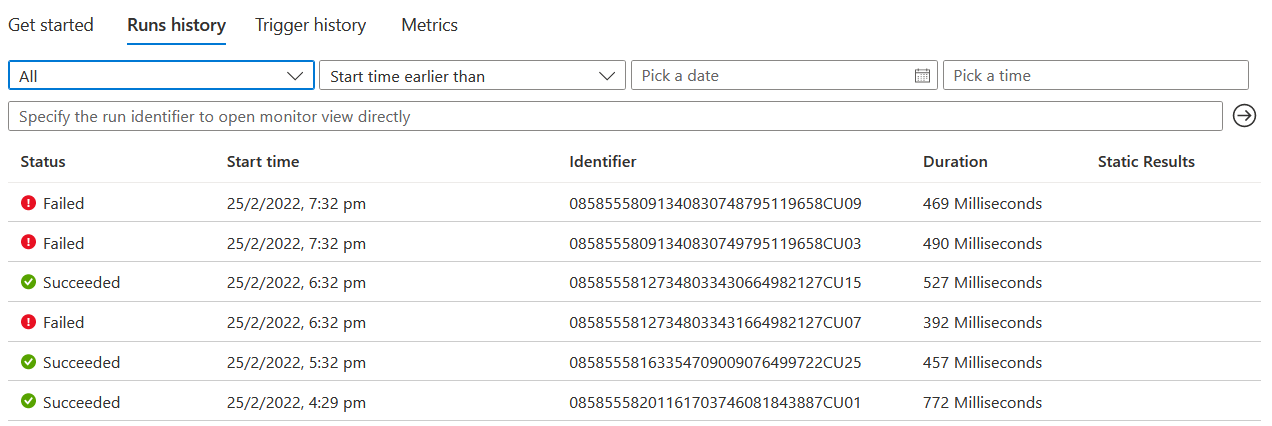 Get started Runs history Trigger history Metrics
All Start time earlier than Pick a date Pick a time
Specify the run identifier to open monitor view directly
Status Start time Identifier Duration Static Results
Failed 25/2/2022, 7:32 pm 08585558091340830748795119658CU09 469 Milliseconds
Failed 25/2/2022, 7:32 pm 08585558091340830749795119658CU03 490 Milliseconds
Succeeded 25/2/2022, 6:32 pm 08585558127348033430664982127CU15 527 Milliseconds
Failed 25/2/2022, 6:32 pm 08585558127348033431664982127CU07 392 Milliseconds
Succeeded 25/2/2022, 5:32 pm 08585558163354709009076499722CU25 457 Milliseconds
Succeeded 25/2/2022, 4:29 pm 08585558201161703746081843887CU01 772 Milliseconds